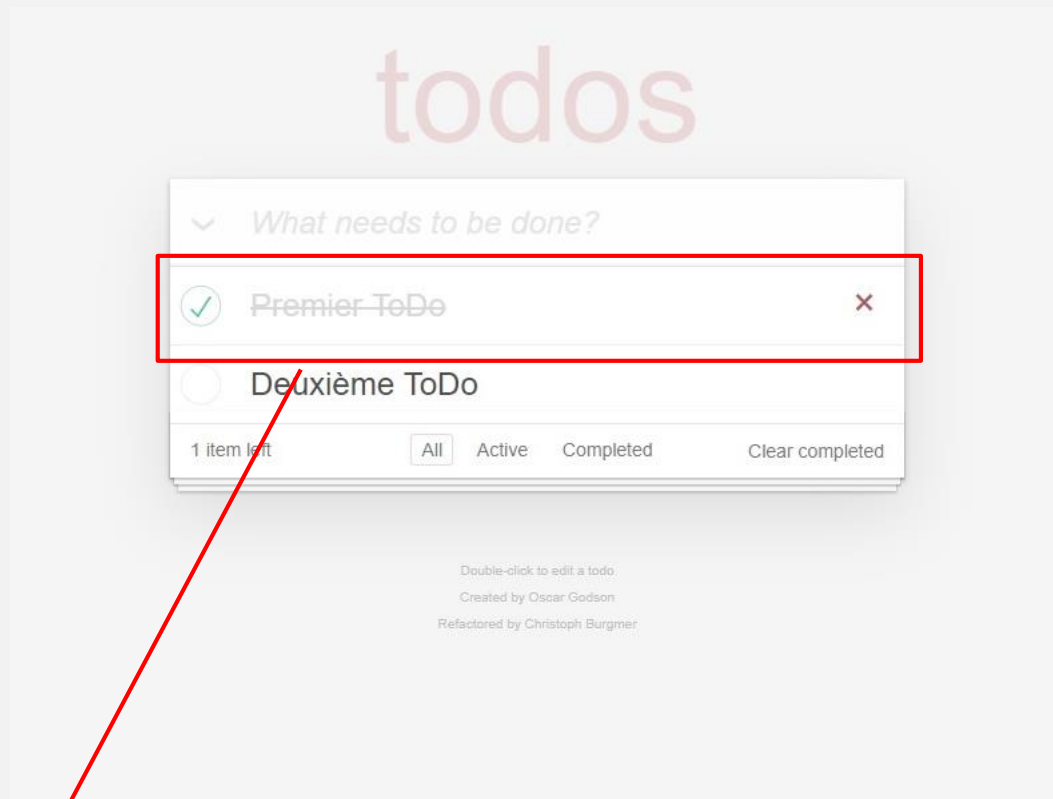 todos
What needs to be done?
Premier ToDo
Deuxième ToDo
1 item left All Active Completed Clear completed
Double-click to edit a todo
Created by Oscar Godson
Refactored by Christoph Burgmer